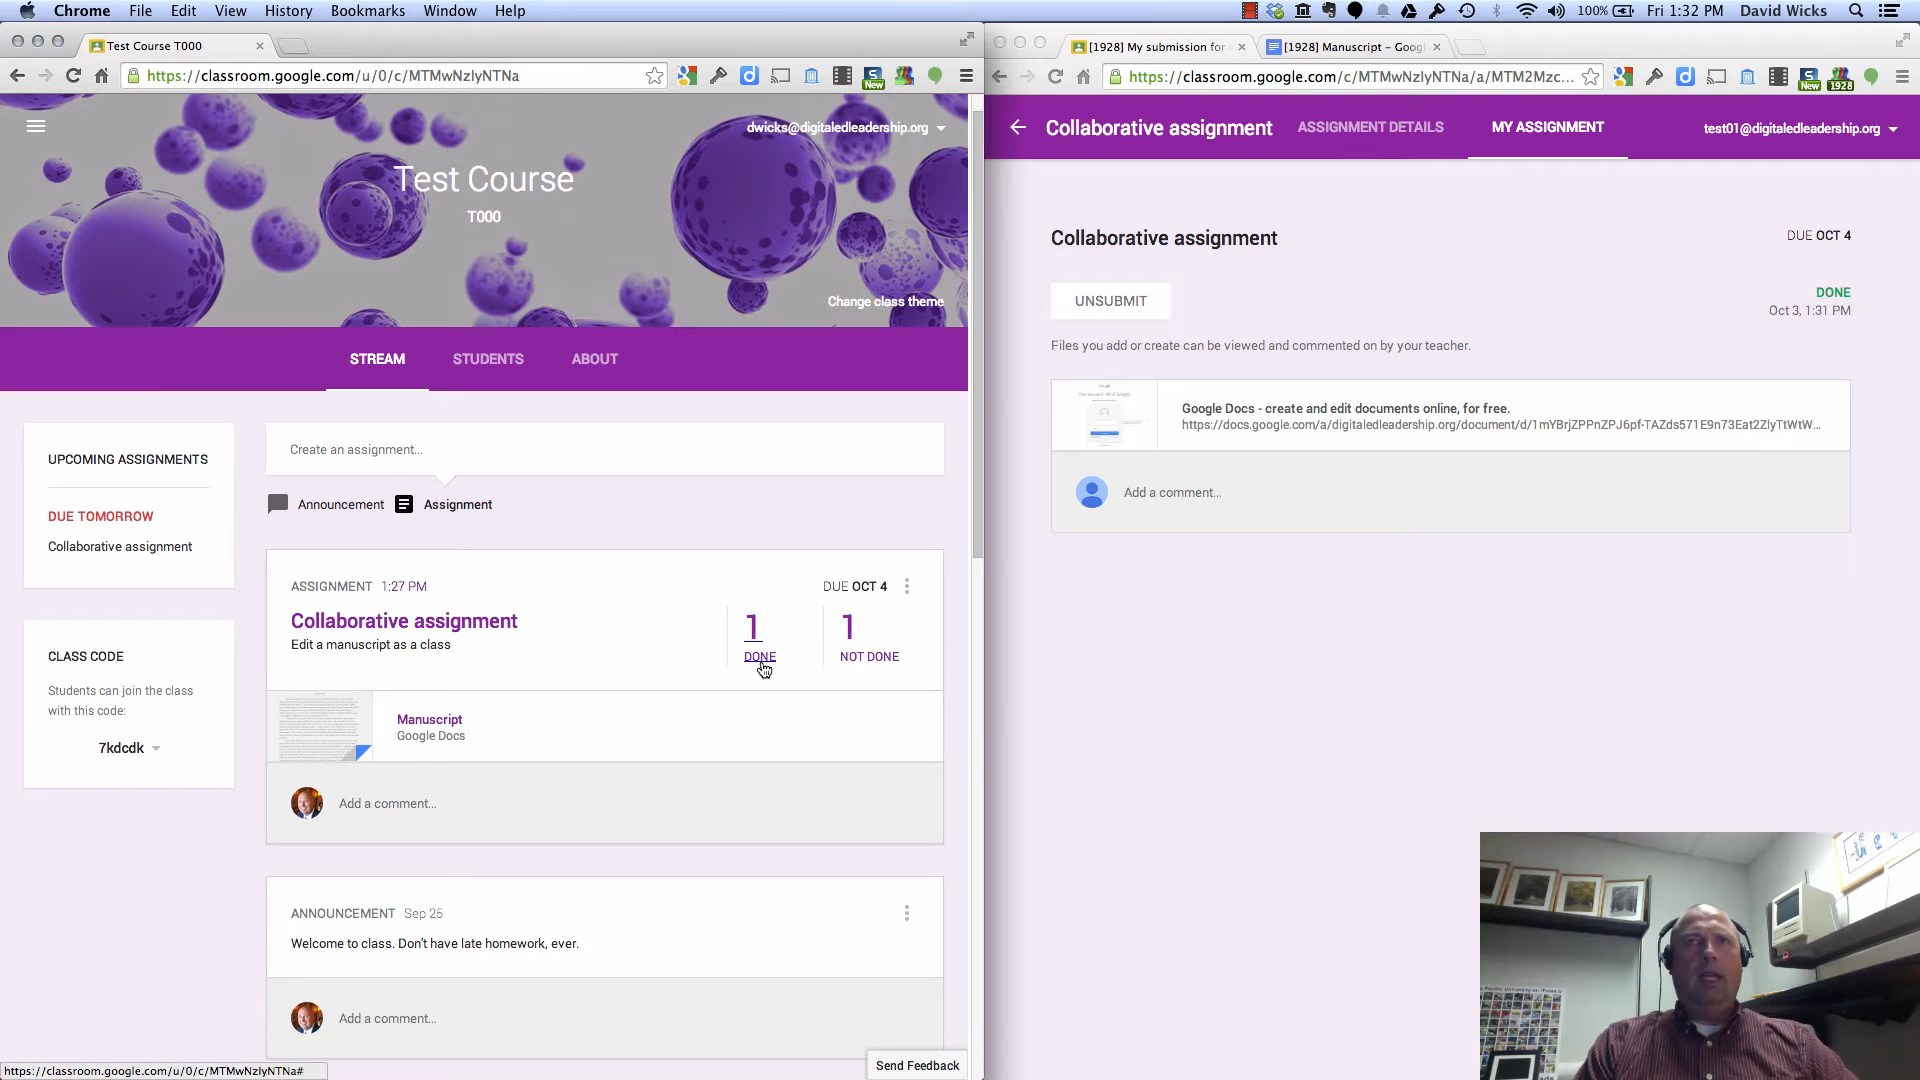 Chrome File Edit View History Bookmarks Window Help
100% Fri 1:32 PM David Wicks
Test Course T000
https://classroom.google.com/u/0/c/MTMwNzIyNTNa
New
dwicks@digitaledleadership.org
Test Course
T000
Change class theme
STREAM STUDENTS ABOUT
UPCOMING ASSIGNMENTS
DUE TOMORROW
Collaborative assignment
CLASS CODE
Students can join the class
with this code:
7kdcdk
Create an assignment...
Announcement Assignment
ASSIGNMENT 1:27 PM DUE OCT 4
Collaborative assignment
Edit a manuscript as a class
1 DONE
1 NOT DONE
Manuscript
Google Docs
Add a comment...
ANNOUNCEMENT Sep 25
Welcome to class. Don't have late homework, ever.
Add a comment...
Send Feedback
https://classroom.google.com/u/0/c/MTMwNzIyNTNa#
[1928] My submission for
[1928] Manuscript – Goog
https://classroom.google.com/c/MTMwNzIyNTNa/a/MTM2Mzc...
New 1928
Collaborative assignment ASSIGNMENT DETAILS MY ASSIGNMENT test01@digitaledleadership.org
Collaborative assignment DUE OCT 4
UNSUBMIT DONE
Oct 3, 1:31 PM
Files you add or create can be viewed and commented on by your teacher.
Google Docs - create and edit documents online, for free.
https://docs.google.com/a/digitaledleadership.org/document/d/1mYBrjZPPnZPJ6pf-TAZds571E9n73Eat2ZlyTtWtW...
Add a comment...